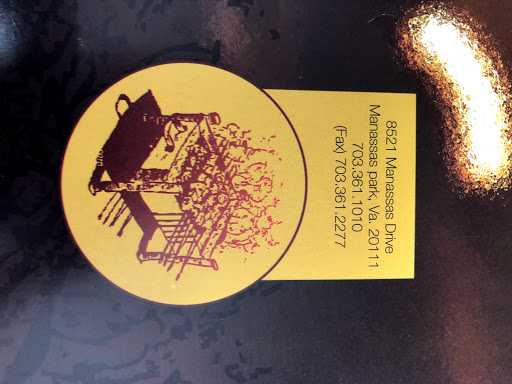 8521 Manassas Drive
Manassas park, Va. 20111
703.361.1010
(Fax) 703.361.2277